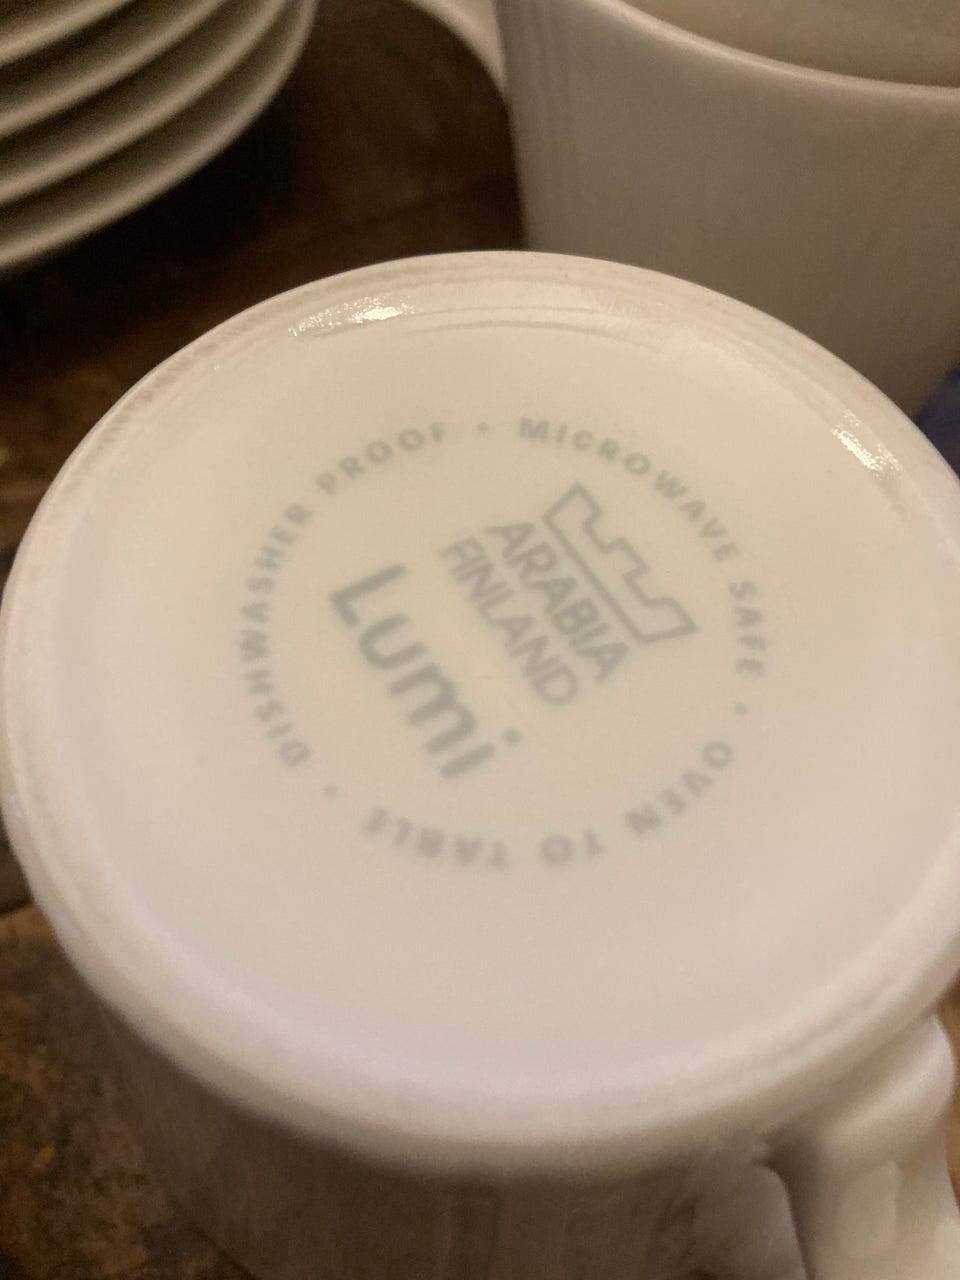 DISHWASHER PROOF • MICROWAVE SAFE • OVEN TO TABLE •
ARABIA
FINLAND
Lumi